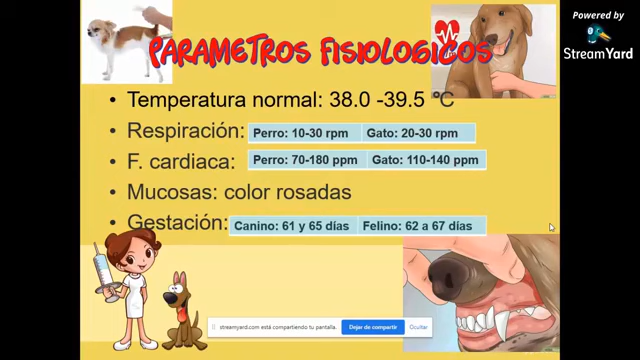 Powered by
StreamYard
PARAMETROS FISIOLOGICOS
• Temperatura normal: 38.0 -39.5 °C
• Respiración: Perro: 10-30 rpm Gato: 20-30 rpm
• F. cardiaca: Perro: 70-180 ppm Gato: 110-140 ppm
• Mucosas: color rosadas
• Gestación: Canino: 61 y 65 días Felino: 62 a 67 días
streamyard.com está compartiendo tu pantalla. Dejar de compartir Ocultar